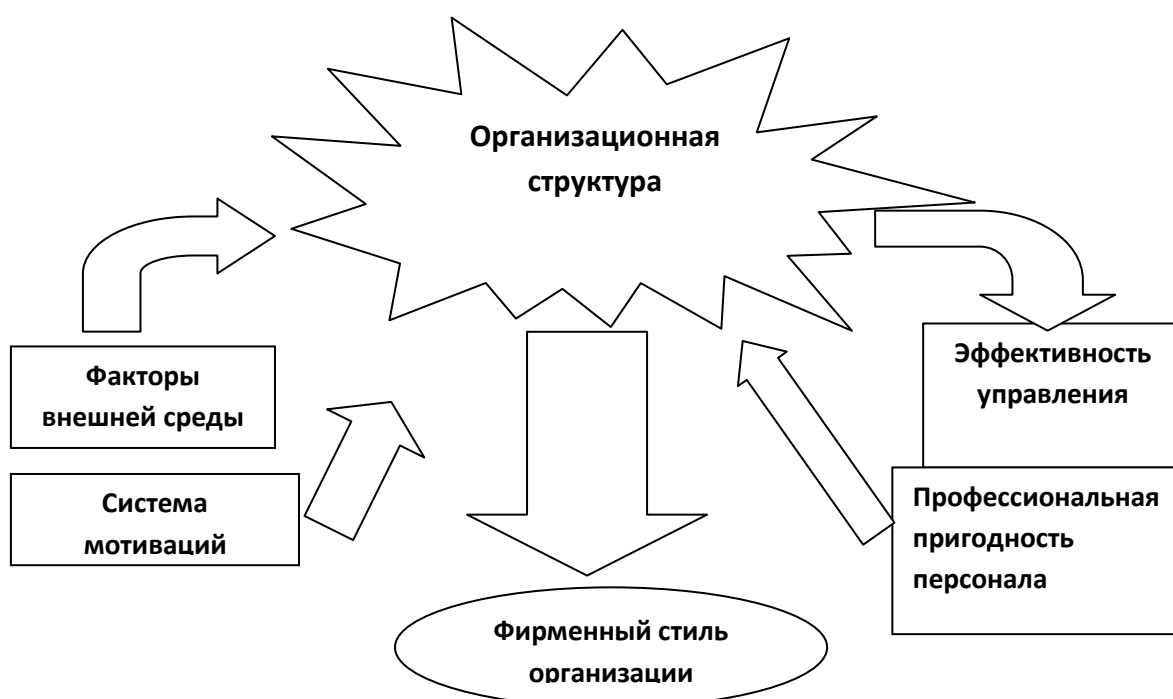 Организационная
структура
Факторы
внешней среды
Система
мотиваций
Эффективность
управления
Профессиональная
пригодность
персонала
Фирменный стиль
организации